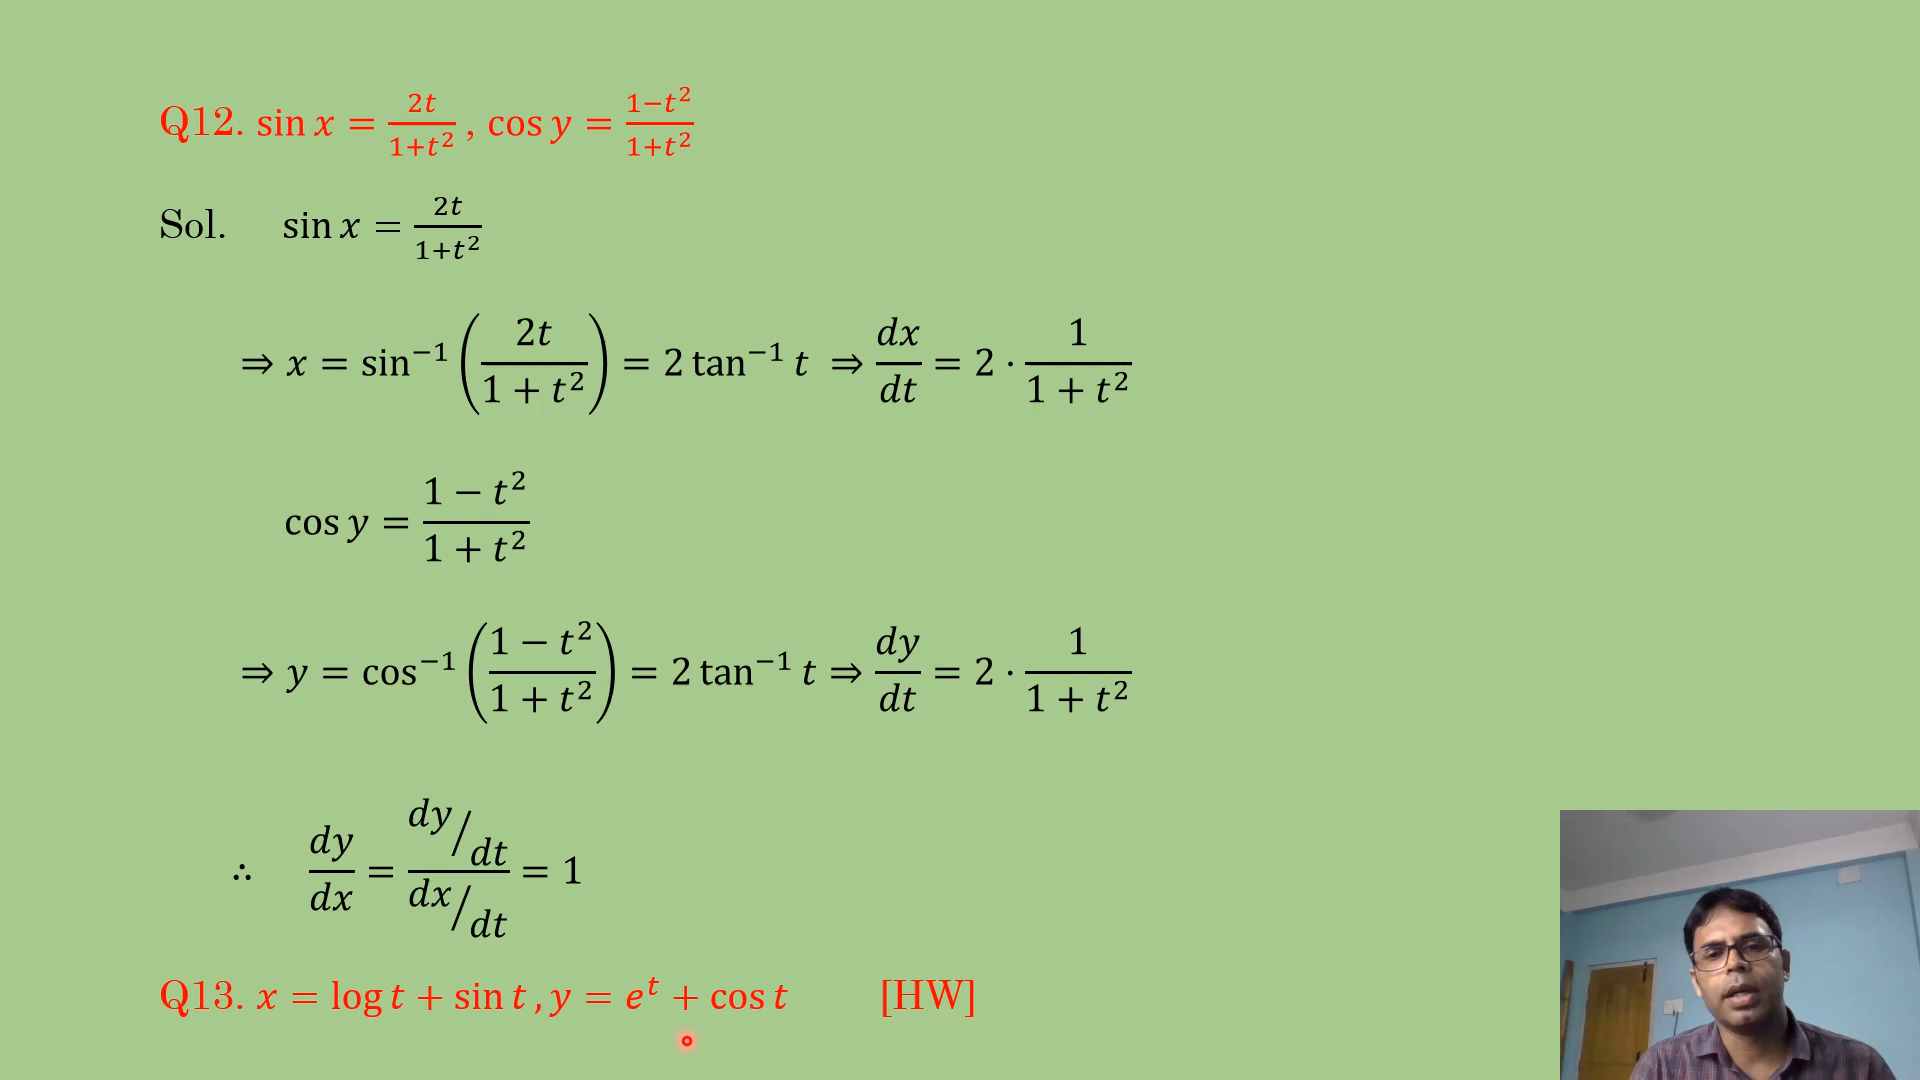 Q12. sin x = 2t/(1+t²) , cos y = (1−t²)/(1+t²)
Sol. sin x = 2t/(1+t²)
⇒ x = sin⁻¹ (2t/(1 + t²)) = 2 tan⁻¹ t ⇒ dx/dt = 2 · 1/(1 + t²)
cos y = (1 − t²)/(1 + t²)
⇒ y = cos⁻¹ ((1 − t²)/(1 + t²)) = 2 tan⁻¹ t ⇒ dy/dt = 2 · 1/(1 + t²)
∴ dy/dx = (dy/dt)/(dx/dt) = 1
Q13. x = log t + sin t , y = eᵗ + cos t [HW]